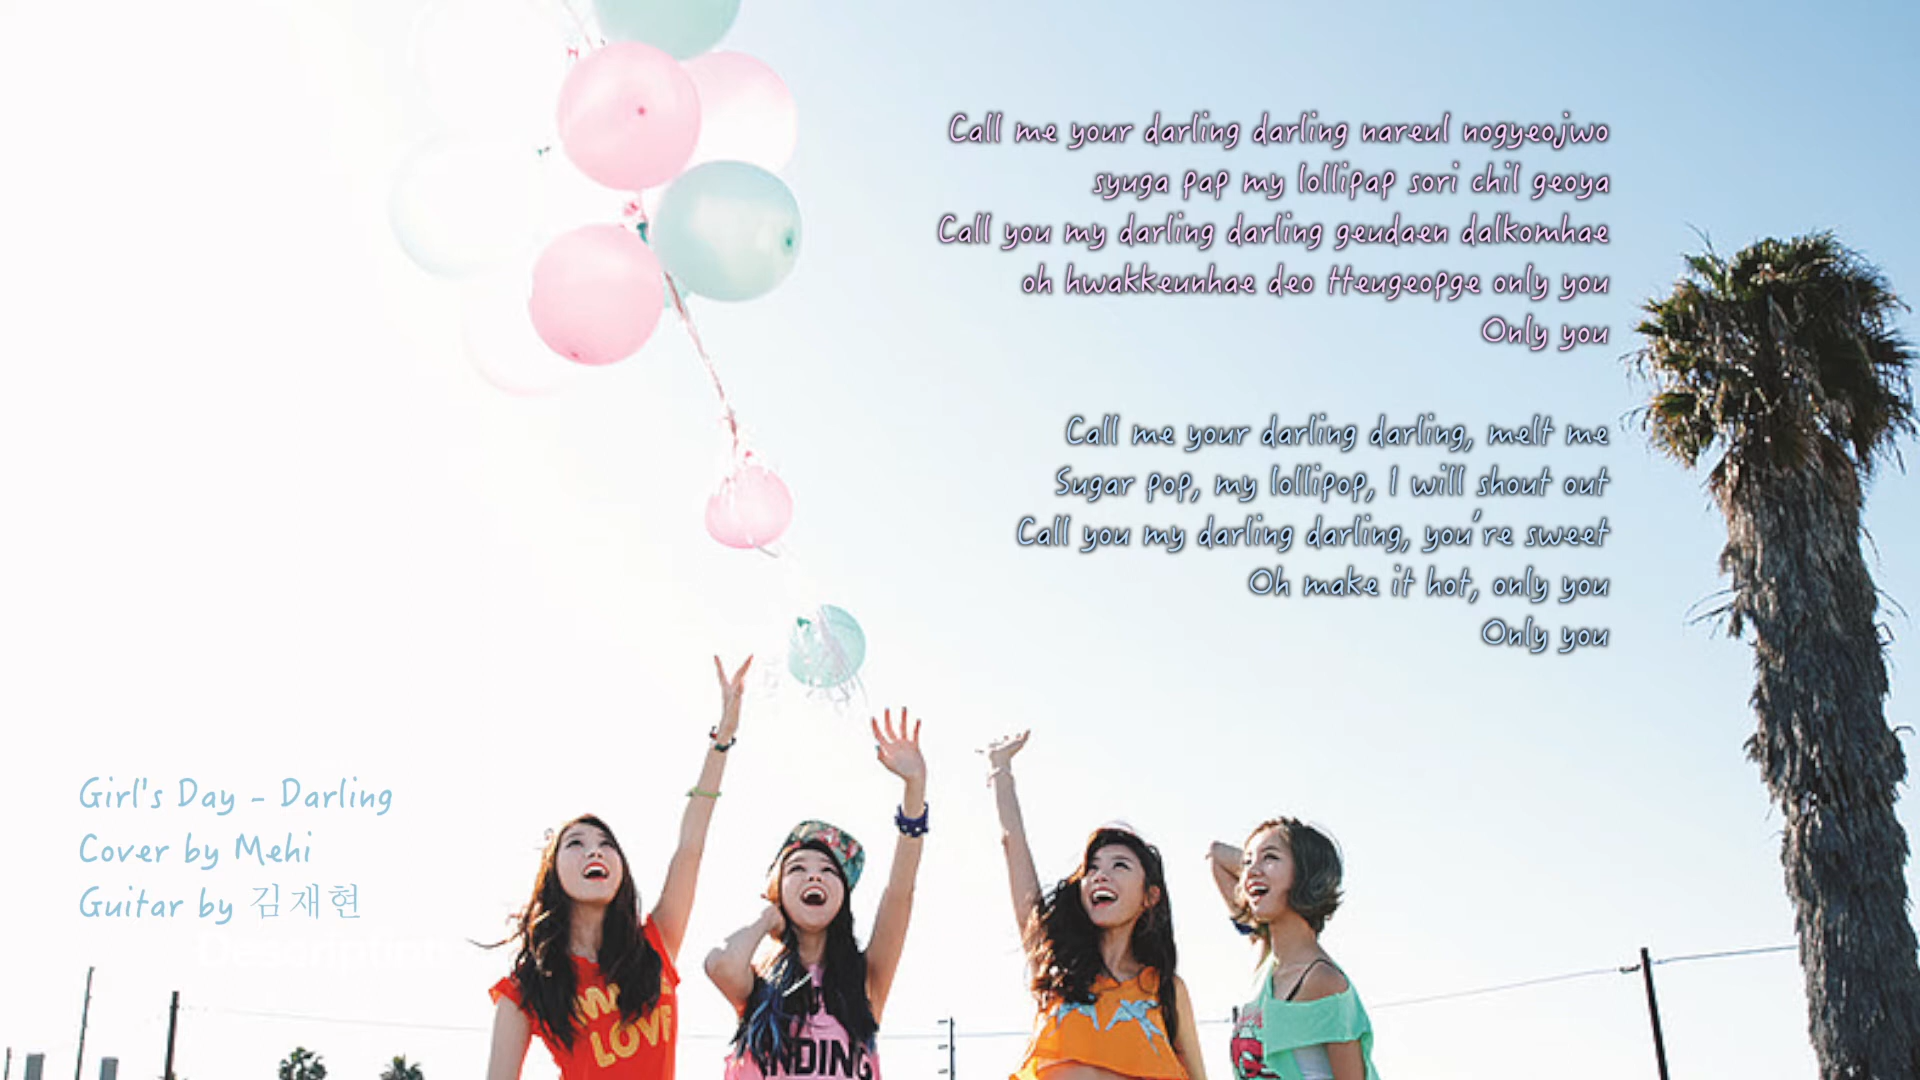 Call me your darling darling nareul nogyeojwo
syuga pap my lollipap sori chil geoya
Call you my darling darling geudaen dalkomhae
oh hwakkeunhae deo tteugeopge only you
Only you
Call me your darling darling, melt me
Sugar pop, my lollipop, I will shout out
Call you my darling darling, you're sweet
Oh make it hot, only you
Only you
Girl's Day - Darling
Cover by Mehi
Guitar by 김재현
Description
LOVE
NDING